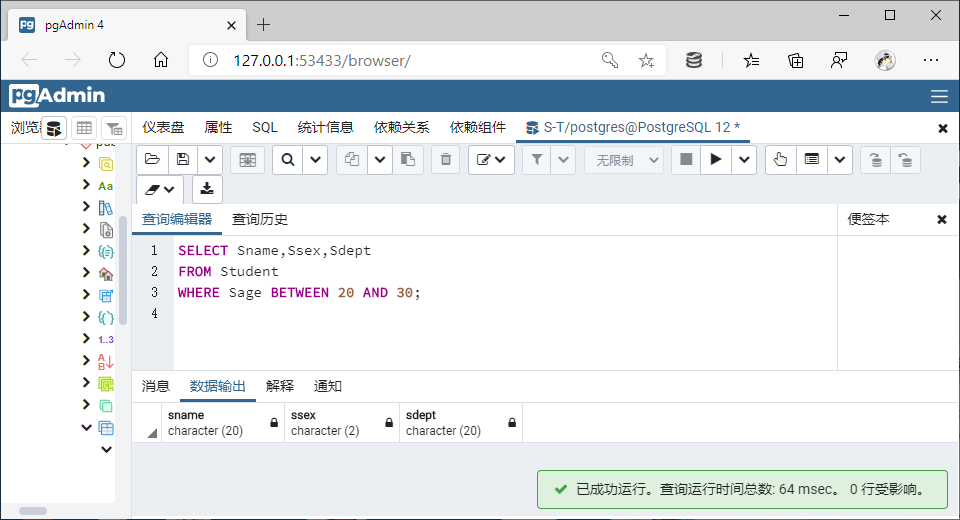 pgAdmin 4
127.0.0.1:53433/browser/
pgAdmin
仪表盘 属性 SQL 统计信息 依赖关系 依赖组件 S-T/postgres@PostgreSQL 12 *
无限制
Aa
1..3
查询编辑器 查询历史 便签本
1 SELECT Sname,Ssex,Sdept
2 FROM Student
3 WHERE Sage BETWEEN 20 AND 30;
4
消息 数据输出 解释 通知
sname ssex sdept
character (20) character (2) character (20)
已成功运行。查询运行时间总数: 64 msec。 0 行受影响。